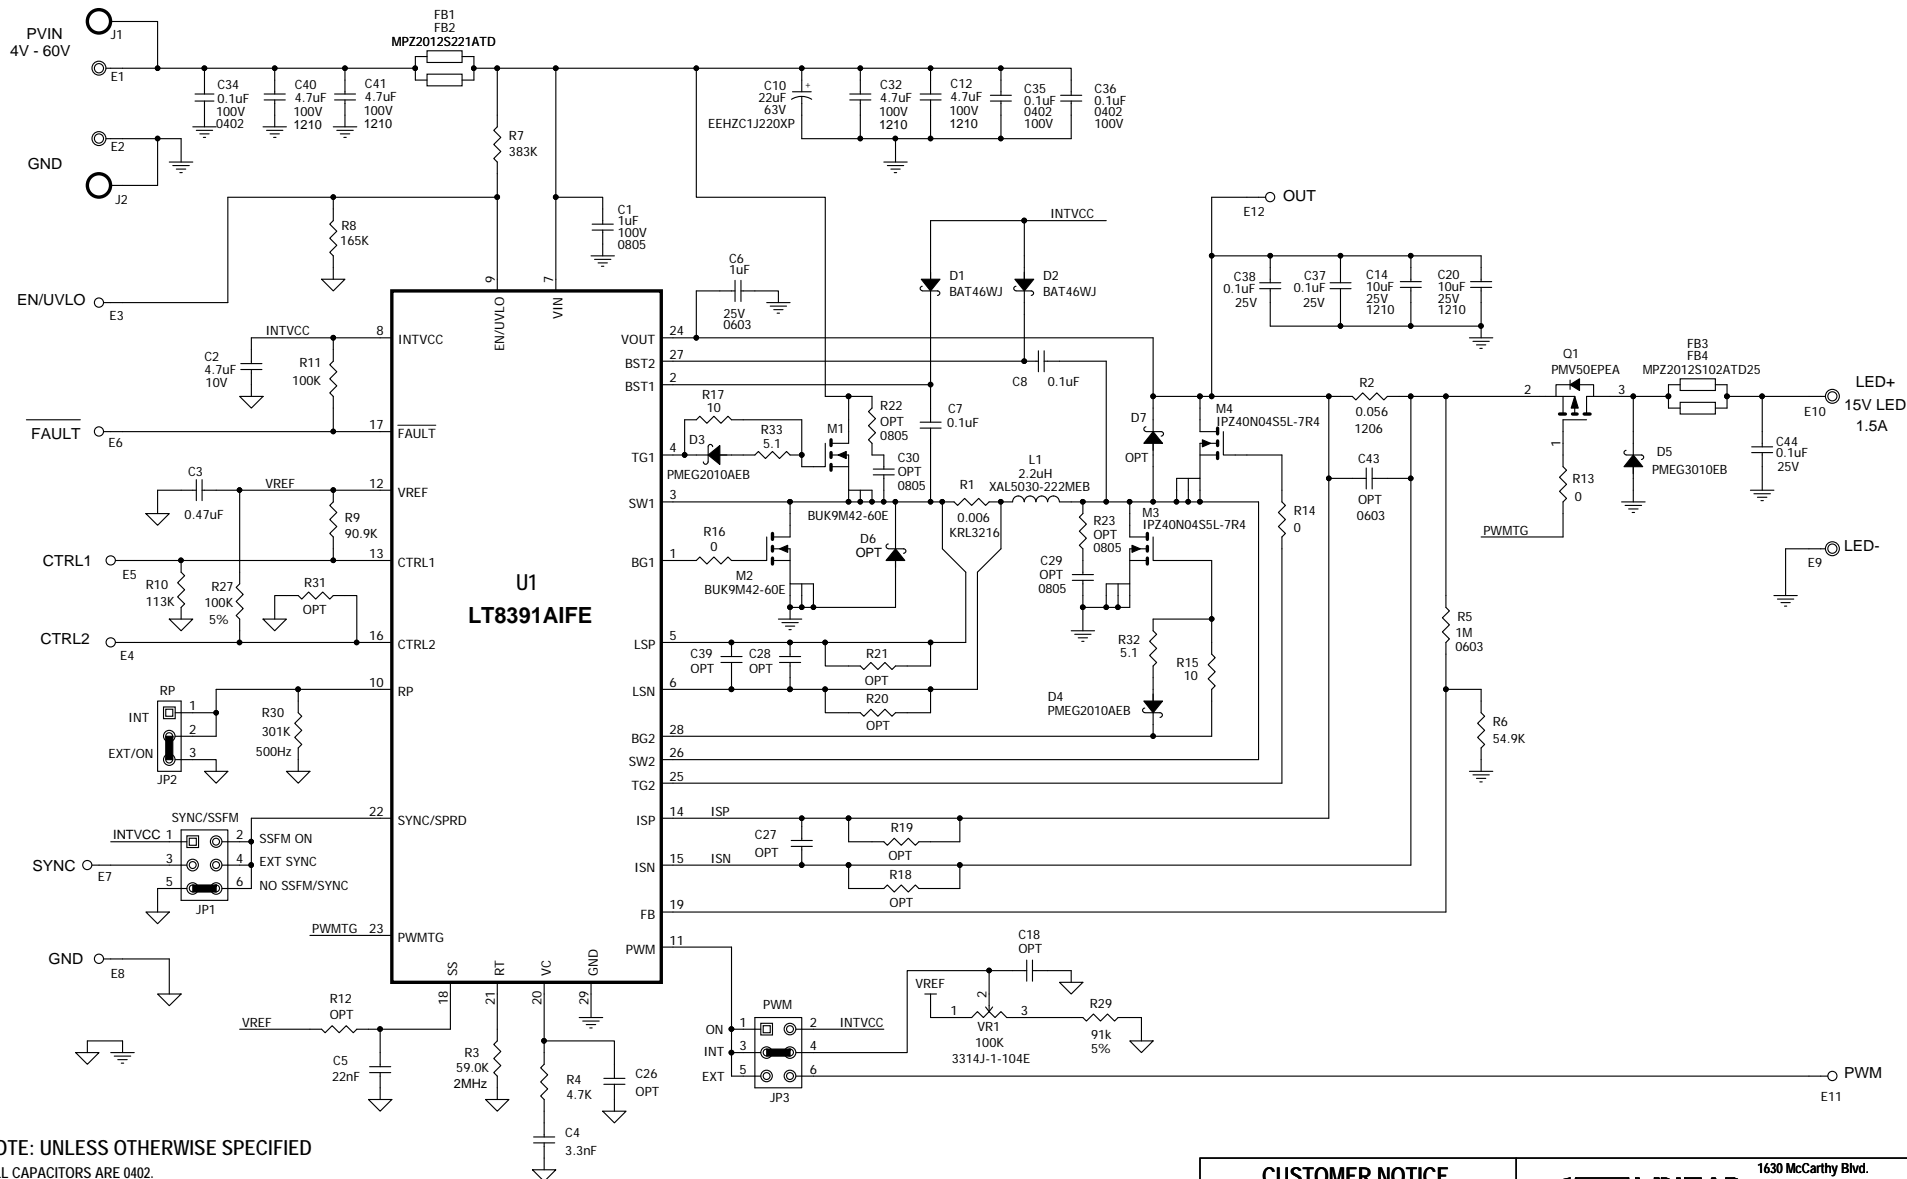 PVIN
4V - 60V
J1
E1
E2
GND
J2
C34
0.1uF
100V
0402
C40
4.7uF
100V
1210
C41
4.7uF
100V
1210
FB1
FB2
MPZ2012S221ATD
R7
383K
C10
22uF
63V
EEHZC1J220XP
+
C32
4.7uF
100V
1210
C12
4.7uF
100V
1210
C35
0.1uF
0402
100V
C36
0.1uF
0402
100V
R8
165K
C1
1uF
100V
0805
EN/UVLO
E3
9
7
EN/UVLO
VIN
C6
1uF
25V
0603
INTVCC
D1
BAT46WJ
D2
BAT46WJ
E12
OUT
C38
0.1uF
25V
C37
0.1uF
25V
C14
10uF
25V
1210
C20
10uF
25V
1210
INTVCC
8
INTVCC
C2
4.7uF
10V
R11
100K
FAULT
E6
17
FAULT
C3
0.47uF
VREF
12
VREF
R9
90.9K
CTRL1
E5
13
CTRL1
R10
113K
R27
100K
5%
R31
OPT
CTRL2
E4
16
CTRL2
U1
LT8391AIFE
10
RP
RP
INT
EXT/ON
1
2
3
JP2
R30
301K
500Hz
SYNC/SSFM
INTVCC
1
2
SSFM ON
SYNC
E7
3
4
EXT SYNC
5
6
NO SSFM/SYNC
JP1
22
SYNC/SPRD
PWMTG
23
PWMTG
GND
E8
VOUT
24
BST2
27
BST1
2
C8
0.1uF
C7
0.1uF
R17
10
D3
PMEG2010AEB
R33
5.1
TG1
4
M1
BUK9M42-60E
R22
OPT
0805
C30
OPT
0805
SW1
3
R16
0
BG1
1
M2
BUK9M42-60E
D6
OPT
R1
0.006
KRL3216
L1
2.2uH
XAL5030-222MEB
R23
OPT
0805
C29
OPT
0805
M3
IPZ40N04S5L-7R4
D7
OPT
M4
IPZ40N04S5L-7R4
R14
0
R2
0.056
1206
C43
OPT
0603
Q1
PMV50EPEA
2
3
1
R13
0
PWMTG
D5
PMEG3010EB
FB3
FB4
MPZ2012S102ATD25
C44
0.1uF
25V
E10
LED+
15V LED
1.5A
LED-
E9
LSP
5
C39
OPT
C28
OPT
R21
OPT
LSN
6
R20
OPT
R32
5.1
R15
10
D4
PMEG2010AEB
BG2
28
SW2
26
TG2
25
R5
1M
0603
R6
54.9K
ISP
14
ISP
C27
OPT
R19
OPT
ISN
15
ISN
R18
OPT
FB
19
PWM
11
SS
RT
VC
GND
18
21
20
29
VREF
R12
OPT
C5
22nF
R3
59.0K
2MHz
R4
4.7K
C26
OPT
C4
3.3nF
C18
OPT
VREF
2
1
3
VR1
100K
3314J-1-104E
R29
91k
5%
PWM
ON
1
2
INTVCC
INT
3
4
EXT
5
6
JP3
PWM
E11
OTE: UNLESS OTHERWISE SPECIFIED
LL CAPACITORS ARE 0402.
CUSTOMER NOTICE
1630 McCarthy Blvd.